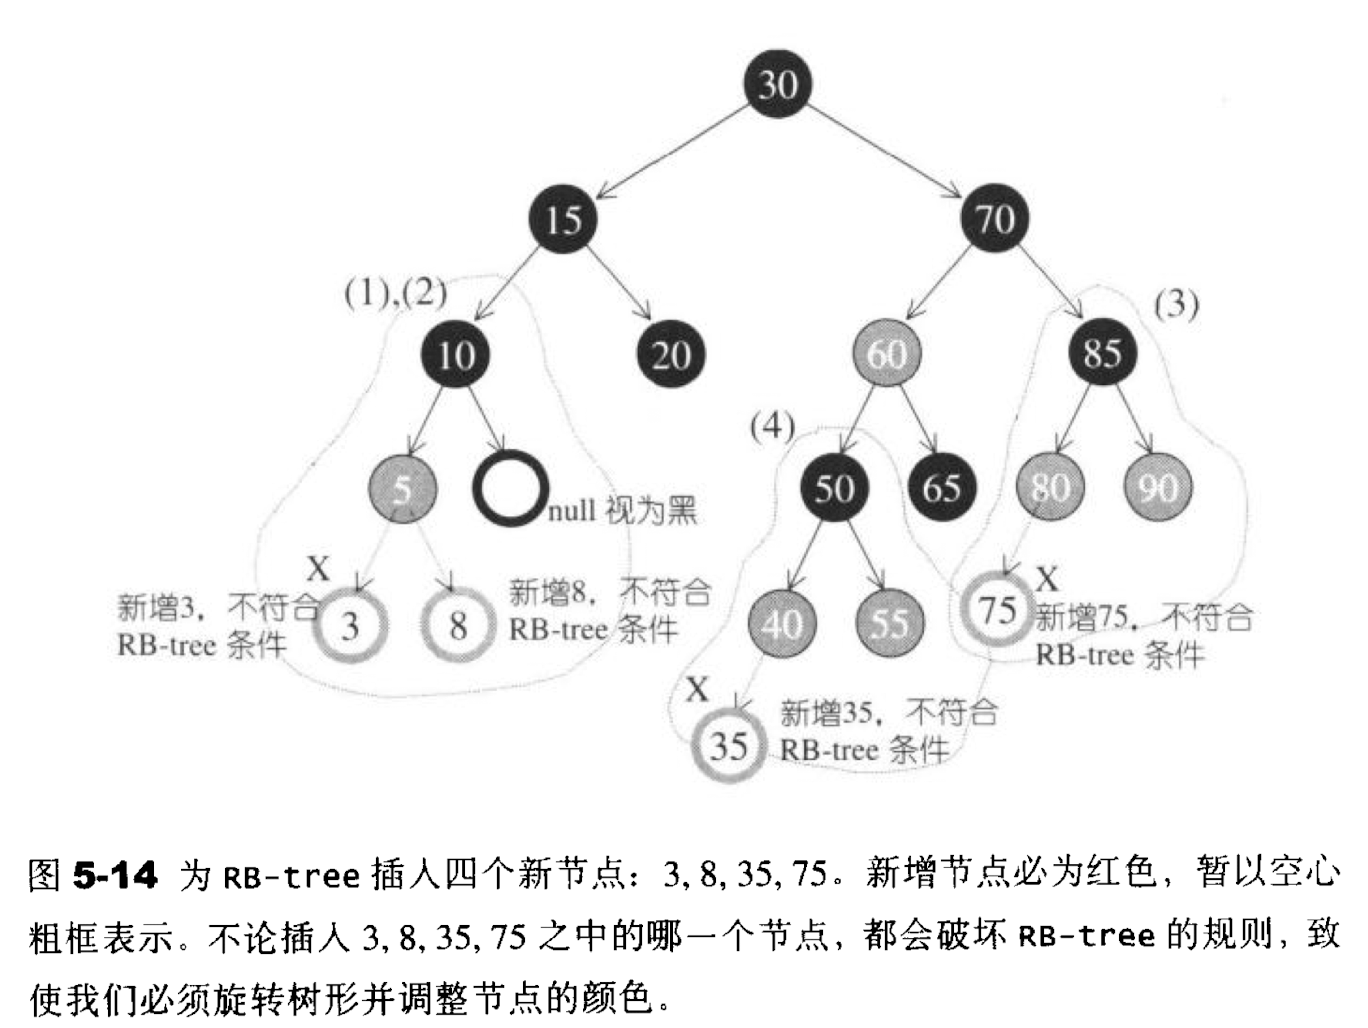 30
15
70
(1),(2)
(3)
10
20
60
85
(4)
5
null 视为黑
50
65
80
90
X
新增3，不符合
RB-tree 条件
3
8
新增8，不符合
RB-tree 条件
40
55
X
75
新增75，不符合
RB-tree 条件
X
35
新增35，不符合
RB-tree 条件
图 5-14 为 RB-tree 插入四个新节点：3, 8, 35, 75。新增节点必为红色，暂以空心
粗框表示。不论插入 3, 8, 35, 75 之中的哪一个节点，都会破坏 RB-tree 的规则，致
使我们必须旋转树形并调整节点的颜色。